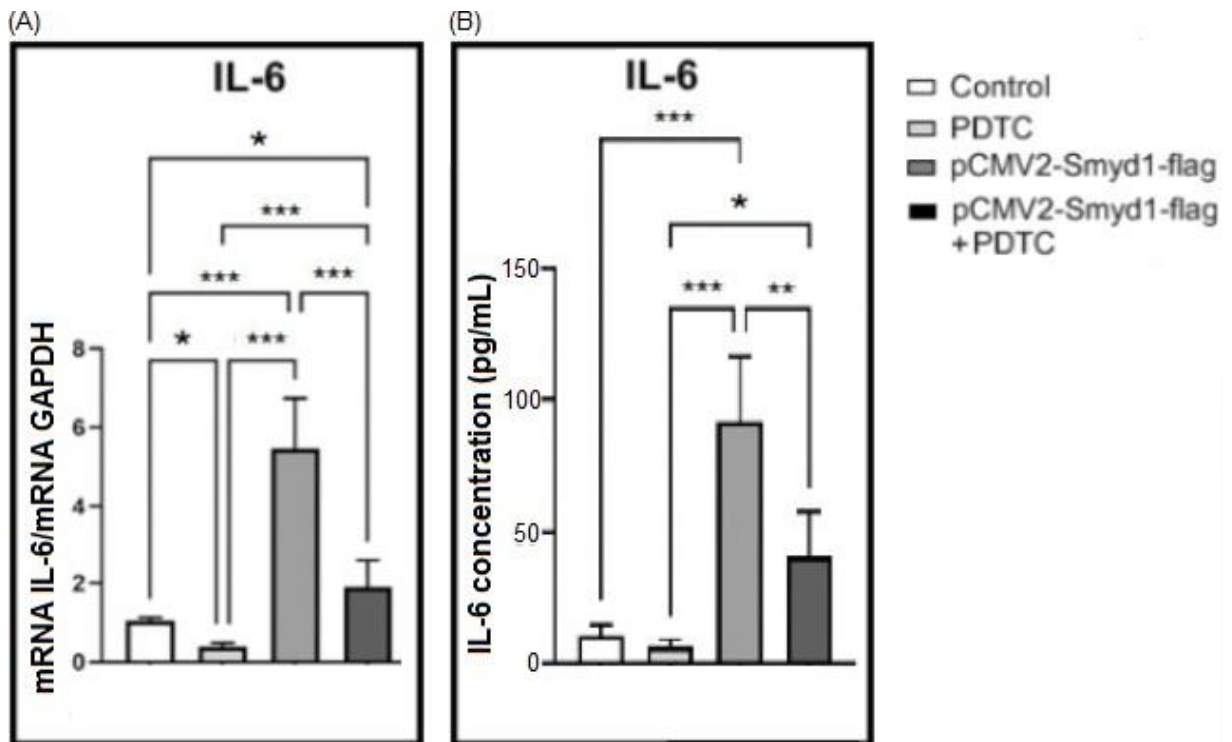 (A)
IL-6
*
***
***
***
*
***
8
6
4
2
0
mRNA IL-6/mRNA GAPDH
(B)
IL-6
***
*
***
**
150
100
50
0
IL-6 concentration (pg/mL)
Control
PDTC
pCMV2-Smyd1-flag
pCMV2-Smyd1-flag
+PDTC